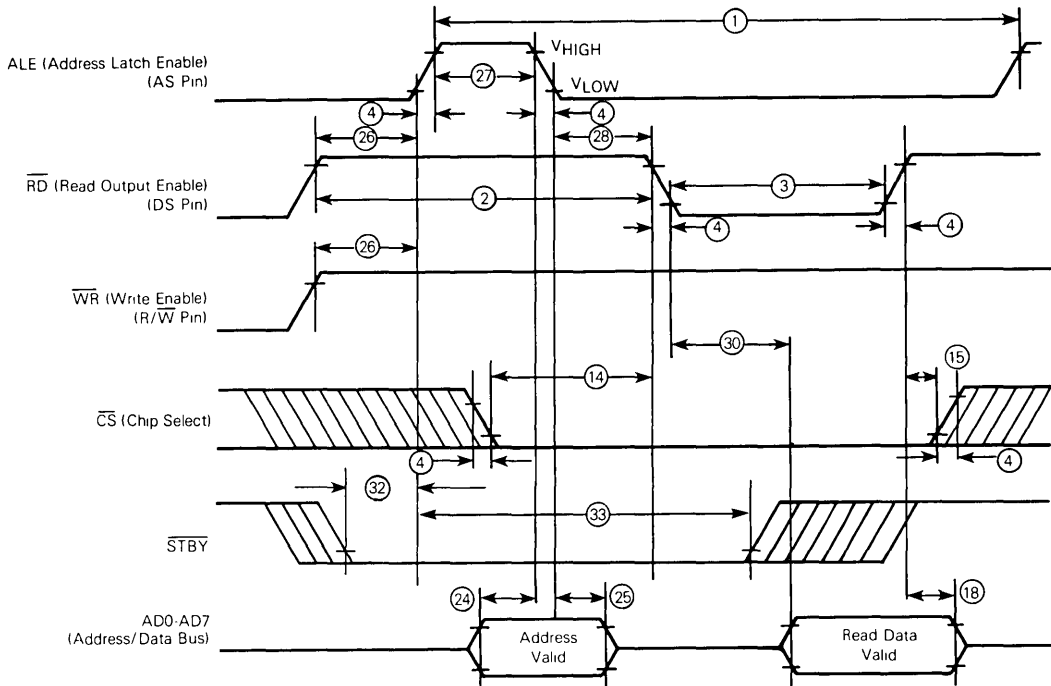 1
ALE (Address Latch Enable)
(AS Pin)
VHIGH
27
VLOW
4
4
26
28
RD (Read Output Enable)
(DS Pin)
2
3
4
4
26
WR (Write Enable)
(R/W Pin)
30
14
15
CS (Chip Select)
4
4
32
33
STBY
24
25
18
AD0-AD7
(Address/Data Bus)
Address
Valid
Read Data
Valid